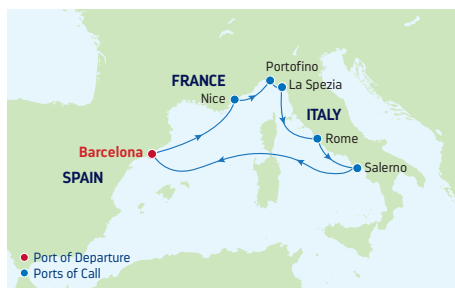 Portofino
FRANCE
La Spezia
Nice
ITALY
Rome
Barcelona
Salerno
SPAIN
Port of Departure
Ports of Call